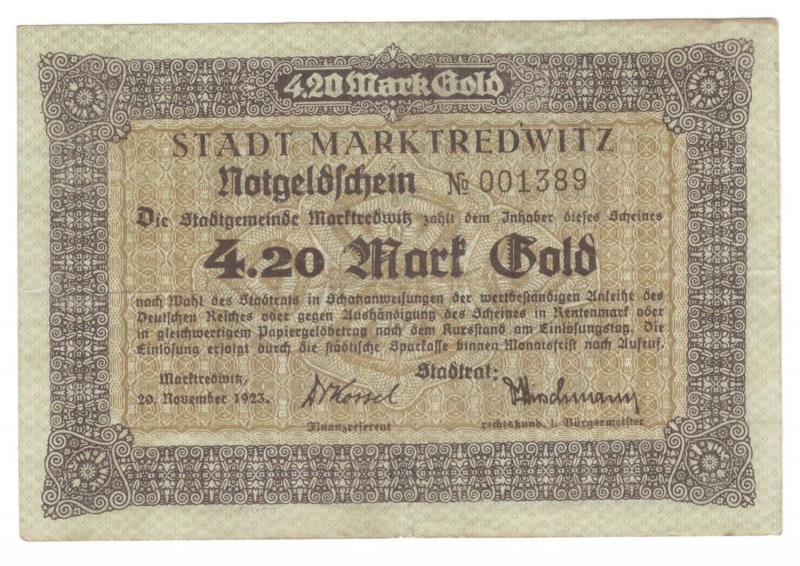 4.20 Mark Gold
STADT MARKTREDWITZ
Notgeldschein № 001389
Die Stadtgemeinde Marktredwitz zahlt dem Inhaber dieses Scheines
4.20 Mark Gold
nach Wahl des Stadtrats in Schatzanweisungen der wertbeständigen Anleihe des
Deutschen Reiches oder gegen Aushändigung des Scheines in Rentenmark oder
in gleichwertigem Papiergeldbetrag nach dem Kursstand am Einlösungstag. Die
Einlösung erfolgt durch die städtische Sparkasse binnen Monatsfrist nach Aufruf.
Marktredwitz, Stadtrat:
20. November 1923.
Finanzreferent rechtskund. 1. Bürgermeister